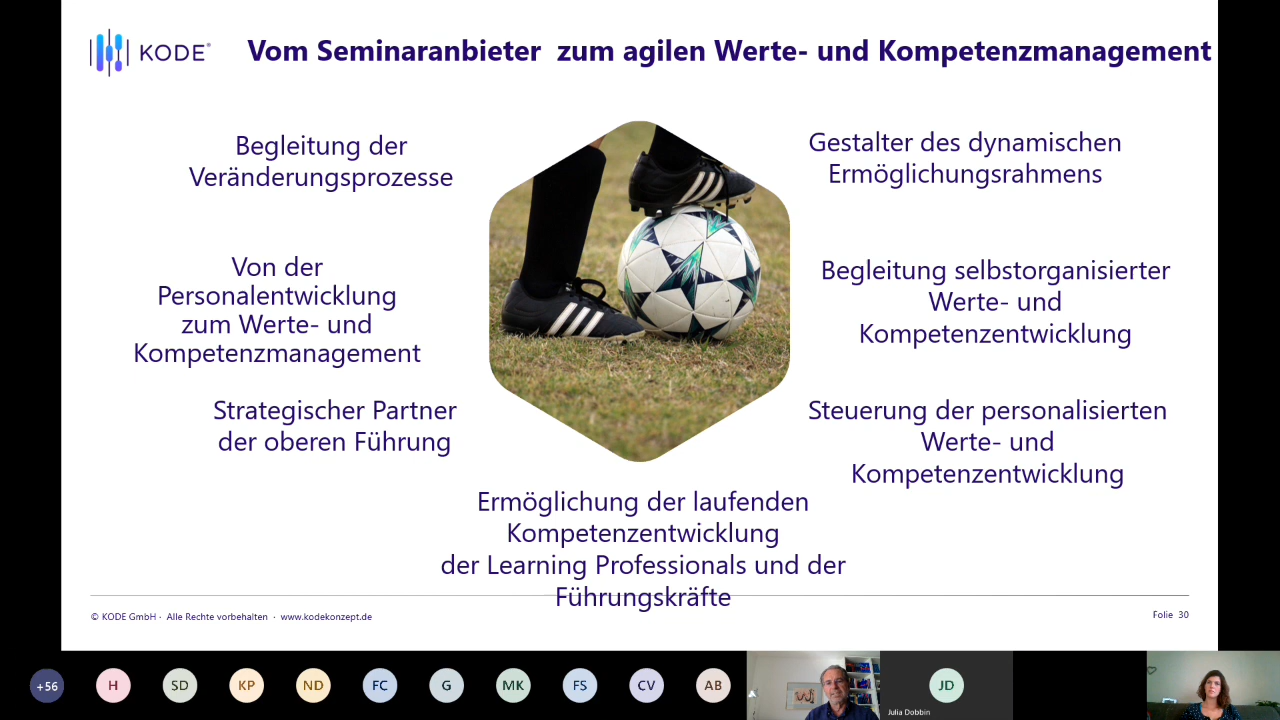 KODE®
Vom Seminaranbieter zum agilen Werte- und Kompetenzmanagement
Begleitung der
Veränderungsprozesse
Gestalter des dynamischen
Ermöglichungsrahmens
Von der
Personalentwicklung
zum Werte- und
Kompetenzmanagement
Begleitung selbstorganisierter
Werte- und
Kompetenzentwicklung
Strategischer Partner
der oberen Führung
Steuerung der personalisierten
Werte- und
Kompetenzentwicklung
Ermöglichung der laufenden
Kompetenzentwicklung
der Learning Professionals und der
Führungskräfte
© KODE GmbH · Alle Rechte vorbehalten · www.kodekonzept.de
Folie 30
+56
H
SD
KP
ND
FC
G
MK
FS
CV
AB
JD
Julia Dobbin